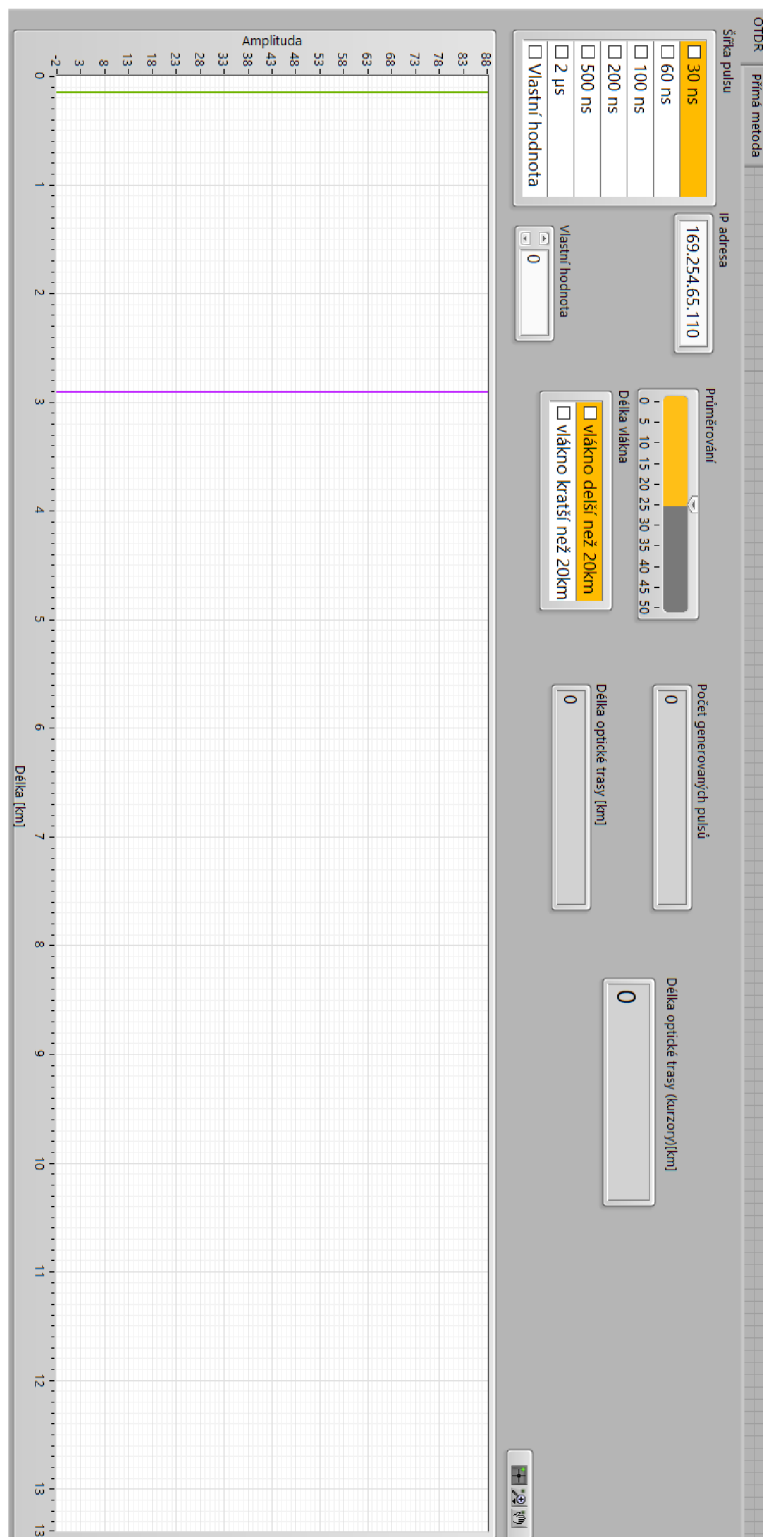 OTDR
Přímá metoda
Šířka pulsu
30 ns
60 ns
100 ns
200 ns
500 ns
2 μs
Vlastní hodnota
IP adresa
169.254.65.110
Vlastní hodnota
0
Průměrování
0 5 10 15 20 25 30 35 40 45 50
Délka vlákna
vlákno delší než 20km
vlákno kratší než 20km
Počet generovaných pulsů
0
Délka optické trasy [km]
0
Délka optické trasy (kurzory)[km]
0
Amplituda
88
83
78
73
68
63
58
53
48
43
38
33
28
23
18
13
8
3
-2
0 1 2 3 4 5 6 7 8 9 10 11 12 13 13
Délka [km]